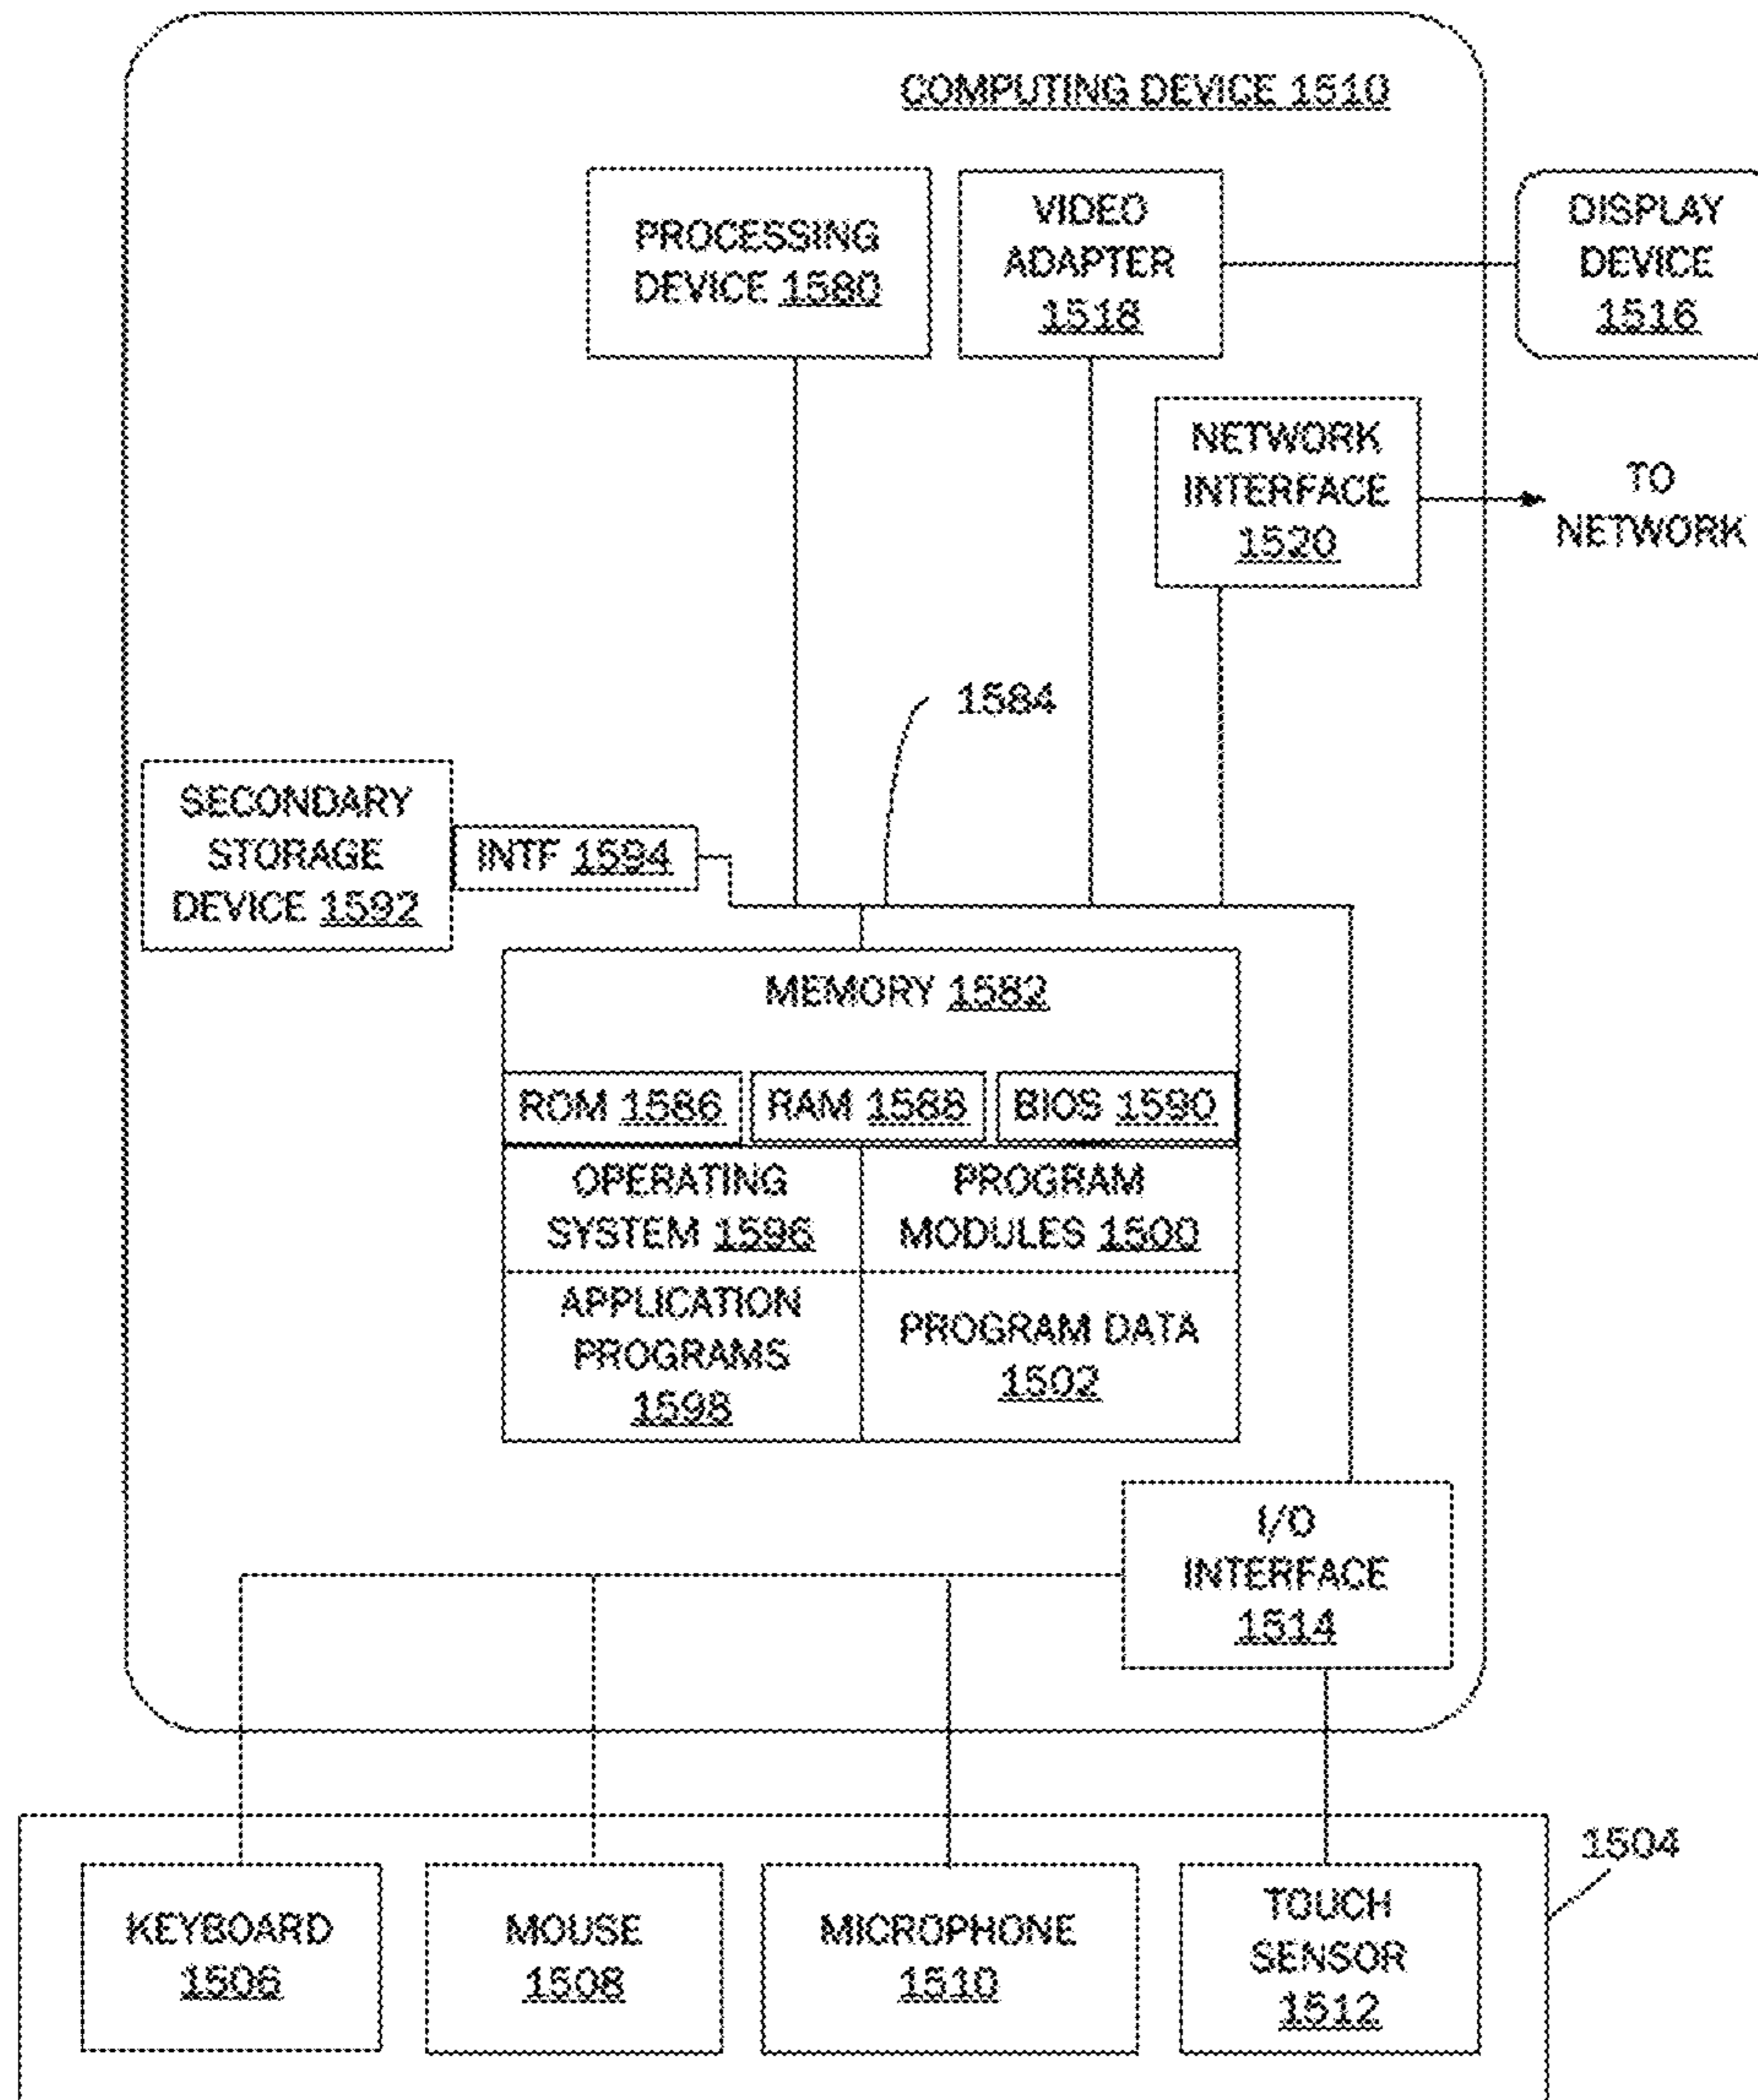 COMPUTING DEVICE 1510
PROCESSING
DEVICE 1580
VIDEO
ADAPTER
1518
DISPLAY
DEVICE
1516
NETWORK
INTERFACE
1520
TO
NETWORK
1584
SECONDARY
STORAGE
DEVICE 1592
INTF 1594
MEMORY 1582
ROM 1586
RAM 1588
BIOS 1590
OPERATING
SYSTEM 1596
PROGRAM
MODULES 1500
APPLICATION
PROGRAMS
1598
PROGRAM DATA
1502
I/O
INTERFACE
1514
1504
KEYBOARD
1506
MOUSE
1508
MICROPHONE
1510
TOUCH
SENSOR
1512